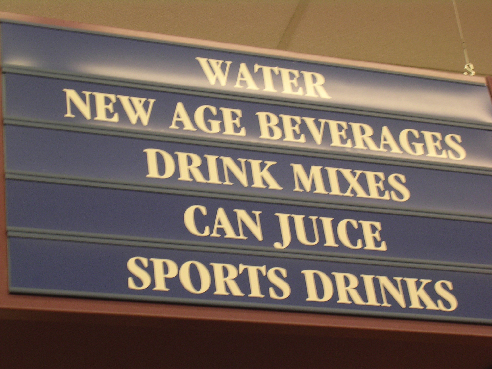 WATER
NEW AGE BEVERAGES
DRINK MIXES
CAN JUICE
SPORTS DRINKS